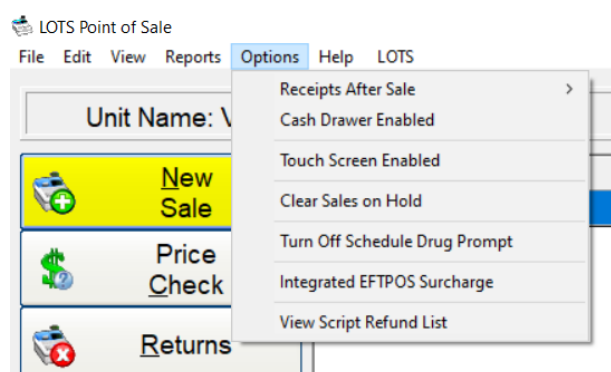 LOTS Point of Sale
File Edit View Reports Options Help LOTS
Receipts After Sale >
Cash Drawer Enabled
Touch Screen Enabled
Clear Sales on Hold
Turn Off Schedule Drug Prompt
Integrated EFTPOS Surcharge
View Script Refund List
Unit Name:
New
Sale
Price
Check
Returns